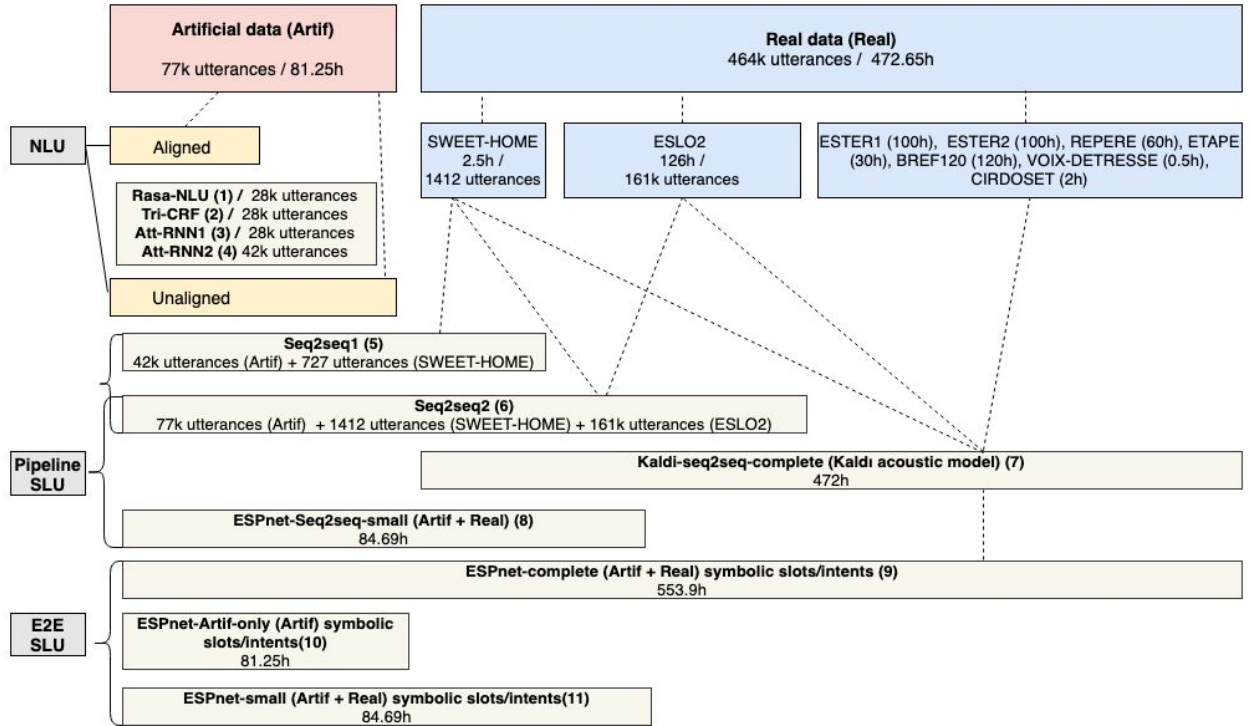 Artificial data (Artif)
77k utterances / 81.25h
Real data (Real)
464k utterances / 472.65h
NLU
Aligned
SWEET-HOME
2.5h /
1412 utterances
ESLO2
126h /
161k utterances
ESTER1 (100h), ESTER2 (100h), REPERE (60h), ETAPE
(30h), BREF120 (120h), VOIX-DETRESSE (0.5h),
CIRDOSET (2h)
Rasa-NLU (1) / 28k utterances
Tri-CRF (2) / 28k utterances
Att-RNN1 (3) / 28k utterances
Att-RNN2 (4) 42k utterances
Unaligned
Seq2seq1 (5)
42k utterances (Artif) + 727 utterances (SWEET-HOME)
Seq2seq2 (6)
77k utterances (Artif) + 1412 utterances (SWEET-HOME) + 161k utterances (ESLO2)
Pipeline
SLU
Kaldi-seq2seq-complete (Kaldı acoustic model) (7)
472h
ESPnet-Seq2seq-small (Artif + Real) (8)
84.69h
ESPnet-complete (Artif + Real) symbolic slots/intents (9)
553.9h
E2E
SLU
ESPnet-Artif-only (Artif) symbolic
slots/intents(10)
81.25h
ESPnet-small (Artif + Real) symbolic slots/intents(11)
84.69h